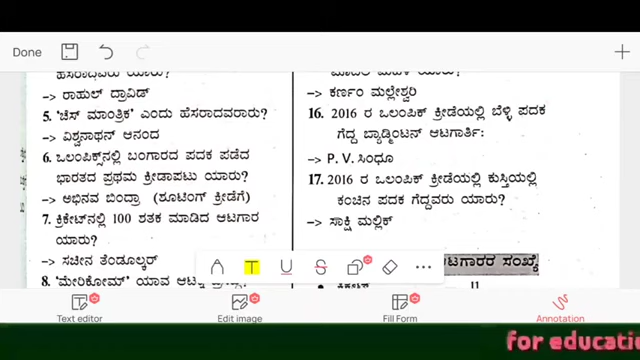 Done
ಹೆಸರಾದವರು ಯಾರು?
–> ರಾಹುಲ್ ದ್ರಾವಿಡ್
5. 'ಚೆಸ್ ಮಾಂತ್ರಿಕ' ಎಂದು ಹೆಸರಾದವರಾರು?
–> ವಿಶ್ವನಾಥನ್ ಆನಂದ
6. ಒಲಂಪಿಕ್ಸ್‌ನಲ್ಲಿ ಬಂಗಾರದ ಪದಕ ಪಡೆದ
ಭಾರತದ ಪ್ರಥಮ ಕ್ರೀಡಾಪಟು ಯಾರು?
–> ಅಭಿನವ ಬಿಂದ್ರಾ (ಶೂಟಿಂಗ್ ಕ್ರೀಡೆಗೆ)
7. ಕ್ರಿಕೇಟ್‌ನಲ್ಲಿ 100 ಶತಕ ಮಾಡಿದ ಆಟಗಾರ
ಯಾರು?
–> ಸಚೀನ ತೆಂಡೂಲ್ಕರ್
8. 'ಮೇರಿಕೋಮ್' ಯಾವ
ಯಾರು?
–> ಕರ್ಣಂ ಮಲ್ಲೇಶ್ವರಿ
16. 2016 ರ ಒಲಂಪಿಕ್ ಕ್ರೀಡೆಯಲ್ಲಿ ಬೆಳ್ಳಿ ಪದಕ
ಗೆದ್ದ ಬ್ಯಾಡ್ಮಿಂಟನ್ ಆಟಗಾರ್ತಿ:
–> P. V. ಸಿಂಧೂ
17. 2016 ರ ಒಲಂಪಿಕ್ ಕ್ರೀಡೆಯಲ್ಲಿ ಕುಸ್ತಿಯಲ್ಲಿ
ಕಂಚಿನ ಪದಕ ಗೆದ್ದವರು ಯಾರು?
–> ಸಾಕ್ಷಿ ಮಲ್ಲಿಕ್
ಆಟಗಾರರ ಸಂಖ್ಯೆ
ಕ್ರಿಕೆಟ್ 11
Text editor
Edit image
Fill Form
Annotation
for educatio